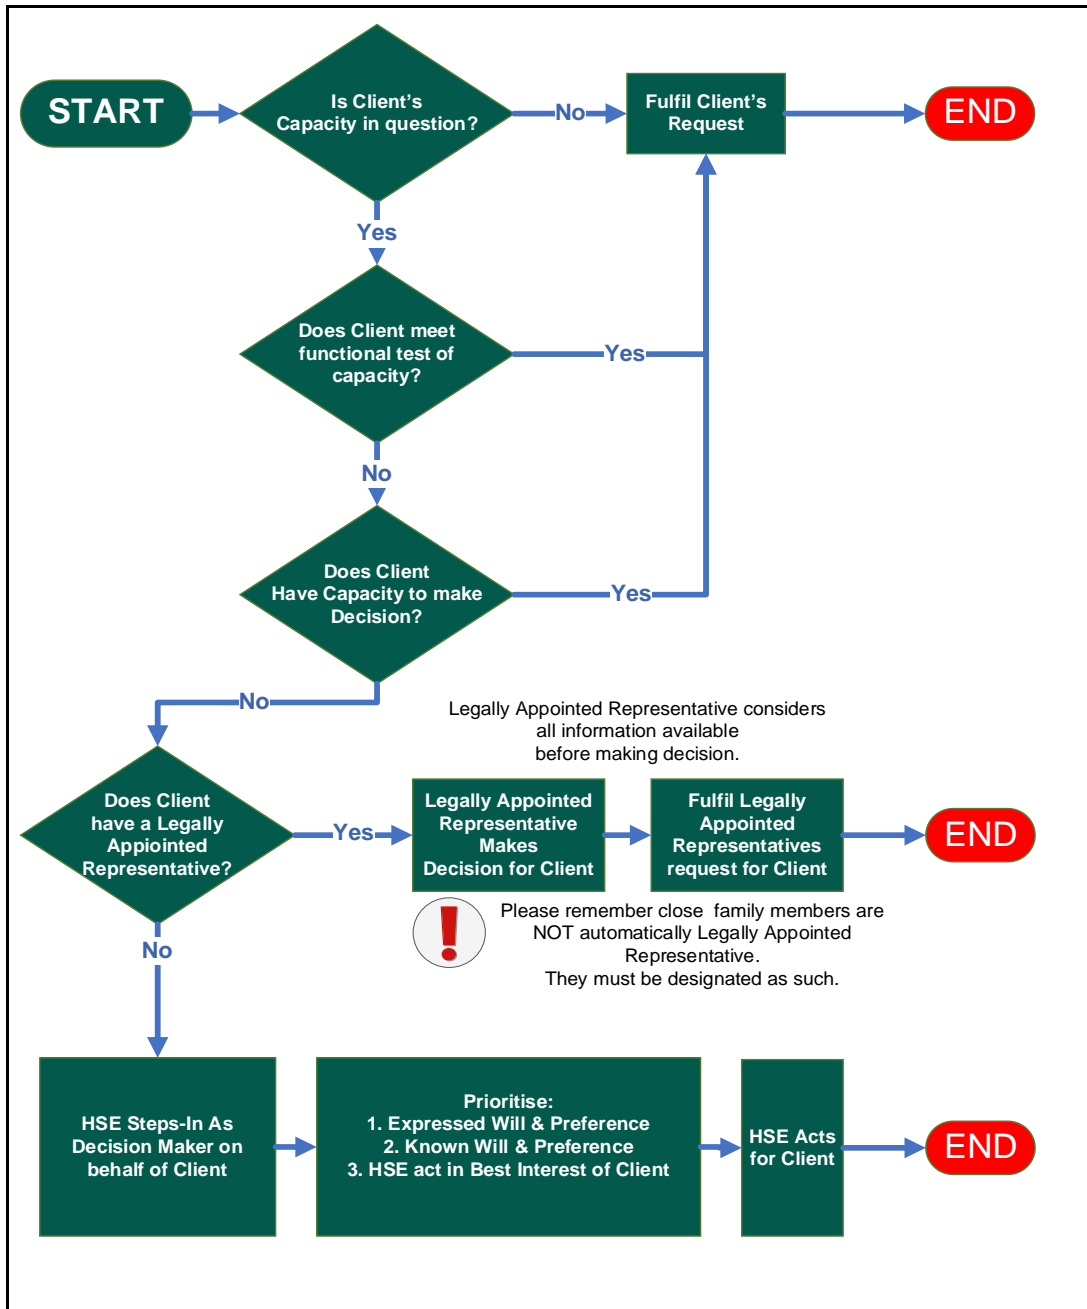 START
Is Client's
Capacity in question?
No
Fulfil Client's
Request
END
Yes
Does Client meet
functional test of
capacity?
Yes
No
Does Client
Have Capacity to make
Decision?
Yes
No
Legally Appointed Representative considers
all information available
before making decision.
Does Client
have a Legally
Appiointed
Representative?
Yes
Legally Appointed
Representative
Makes
Decision for Client
Fulfil Legally
Appointed
Representatives
request for Client
END
Please remember close family members are
NOT automatically Legally Appointed
Representative.
They must be designated as such.
No
HSE Steps-In As
Decision Maker on
behalf of Client
Prioritise:
1. Expressed Will & Preference
2. Known Will & Preference
3. HSE act in Best Interest of Client
HSE Acts
for Client
END